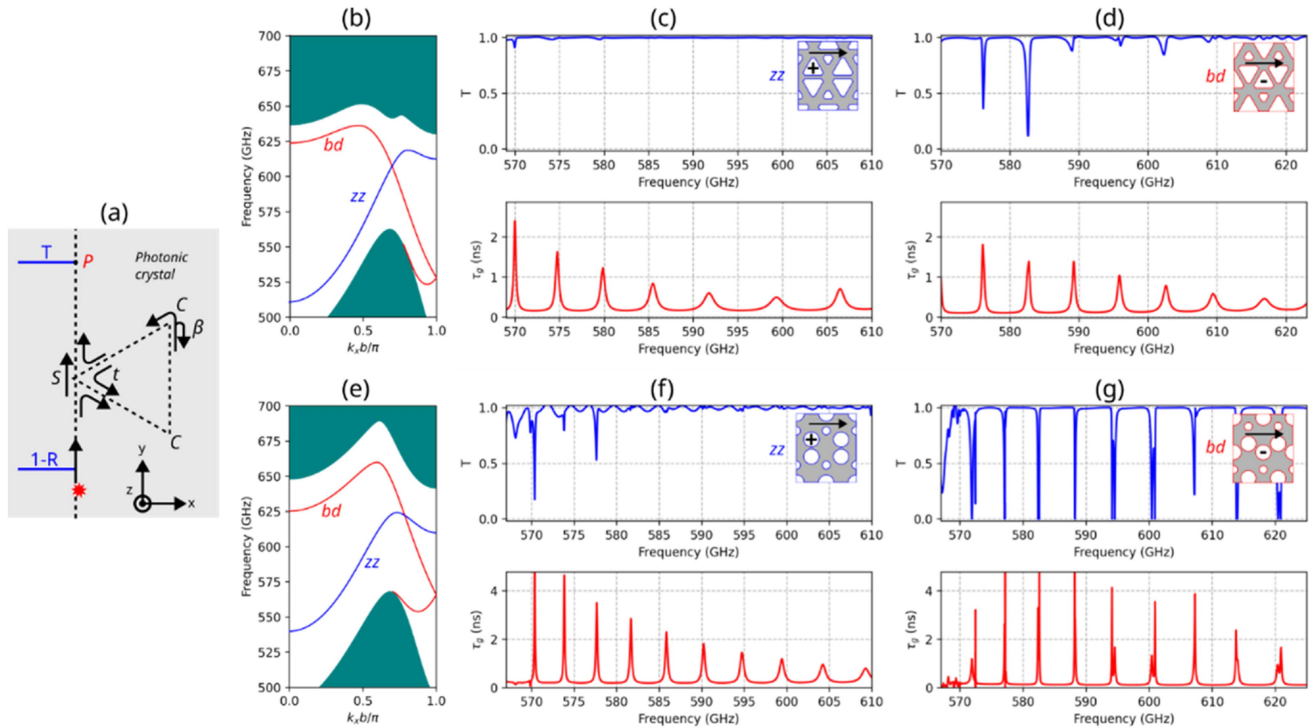 (a)
T
P
Photonic
crystal
C
β
S
t
C
1-R
y
z
x
(b)
700
675
650
625
600
575
550
525
500
Frequency (GHz)
bd
zz
0.0 0.5 1.0
kₓb/π
(c)
1.0
0.5
0.0
T
zz
+
570 575 580 585 590 595 600 605 610
Frequency (GHz)
2
1
0
τg (ns)
570 575 580 585 590 595 600 605 610
Frequency (GHz)
(d)
1.0
0.5
0.0
T
bd
-
570 580 590 600 610 620
Frequency (GHz)
2
1
0
τg (ns)
570 580 590 600 610 620
Frequency (GHz)
(e)
700
675
650
625
600
575
550
525
500
Frequency (GHz)
bd
zz
0.0 0.5 1.0
kₓb/π
(f)
1.0
0.5
0.0
T
zz
+
570 575 580 585 590 595 600 605 610
Frequency (GHz)
4
2
0
τg (ns)
570 575 580 585 590 595 600 605 610
Frequency (GHz)
(g)
1.0
0.5
0.0
T
bd
-
570 580 590 600 610 620
Frequency (GHz)
4
2
0
τg (ns)
570 580 590 600 610 620
Frequency (GHz)